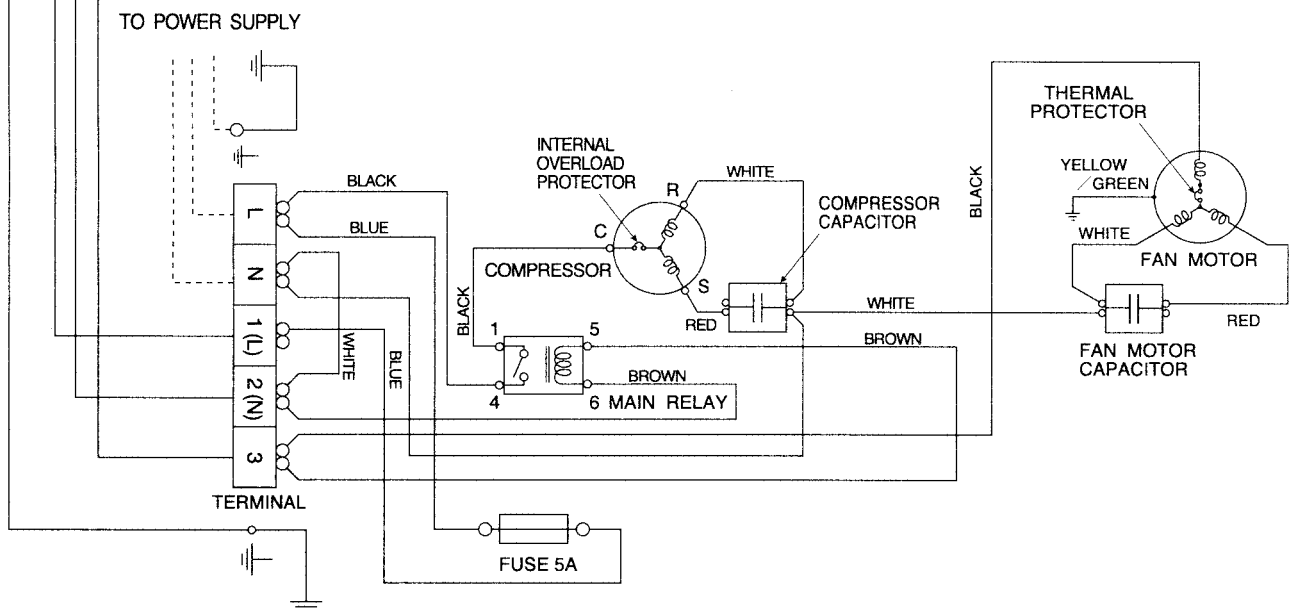 TO POWER SUPPLY
THERMAL
PROTECTOR
INTERNAL
OVERLOAD
PROTECTOR
YELLOW
GREEN
WHITE
BLACK
BLACK
R
COMPRESSOR
CAPACITOR
L
BLUE
C
WHITE
FAN MOTOR
COMPRESSOR
N
S
WHITE
RED
RED
BLACK
1
5
BROWN
1 (L)
WHITE
BLUE
FAN MOTOR
CAPACITOR
BROWN
2 (N)
4
6 MAIN RELAY
3
TERMINAL
FUSE 5A